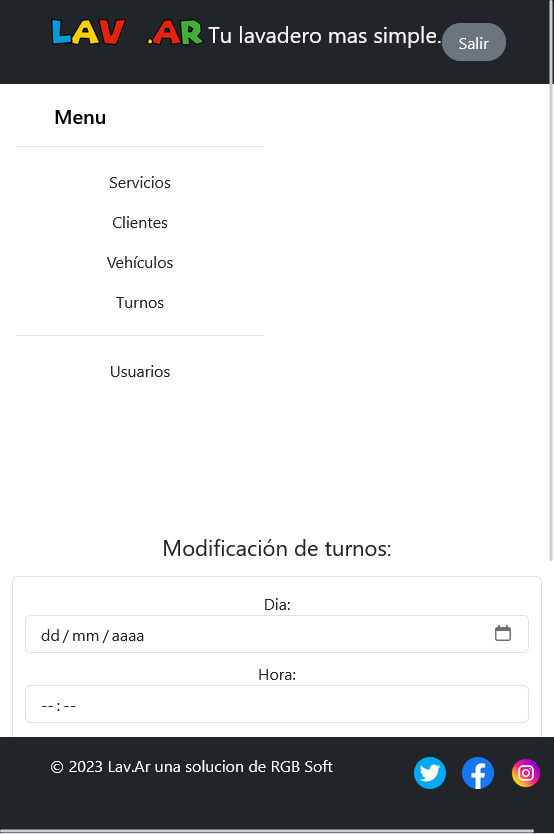 LAV .AR Tu lavadero mas simple. Salir
Menu
Servicios
Clientes
Vehículos
Turnos
Usuarios
Modificación de turnos:
Dia:
dd/mm/aaaa
Hora:
--:--
© 2023 Lav.Ar una solucion de RGB Soft